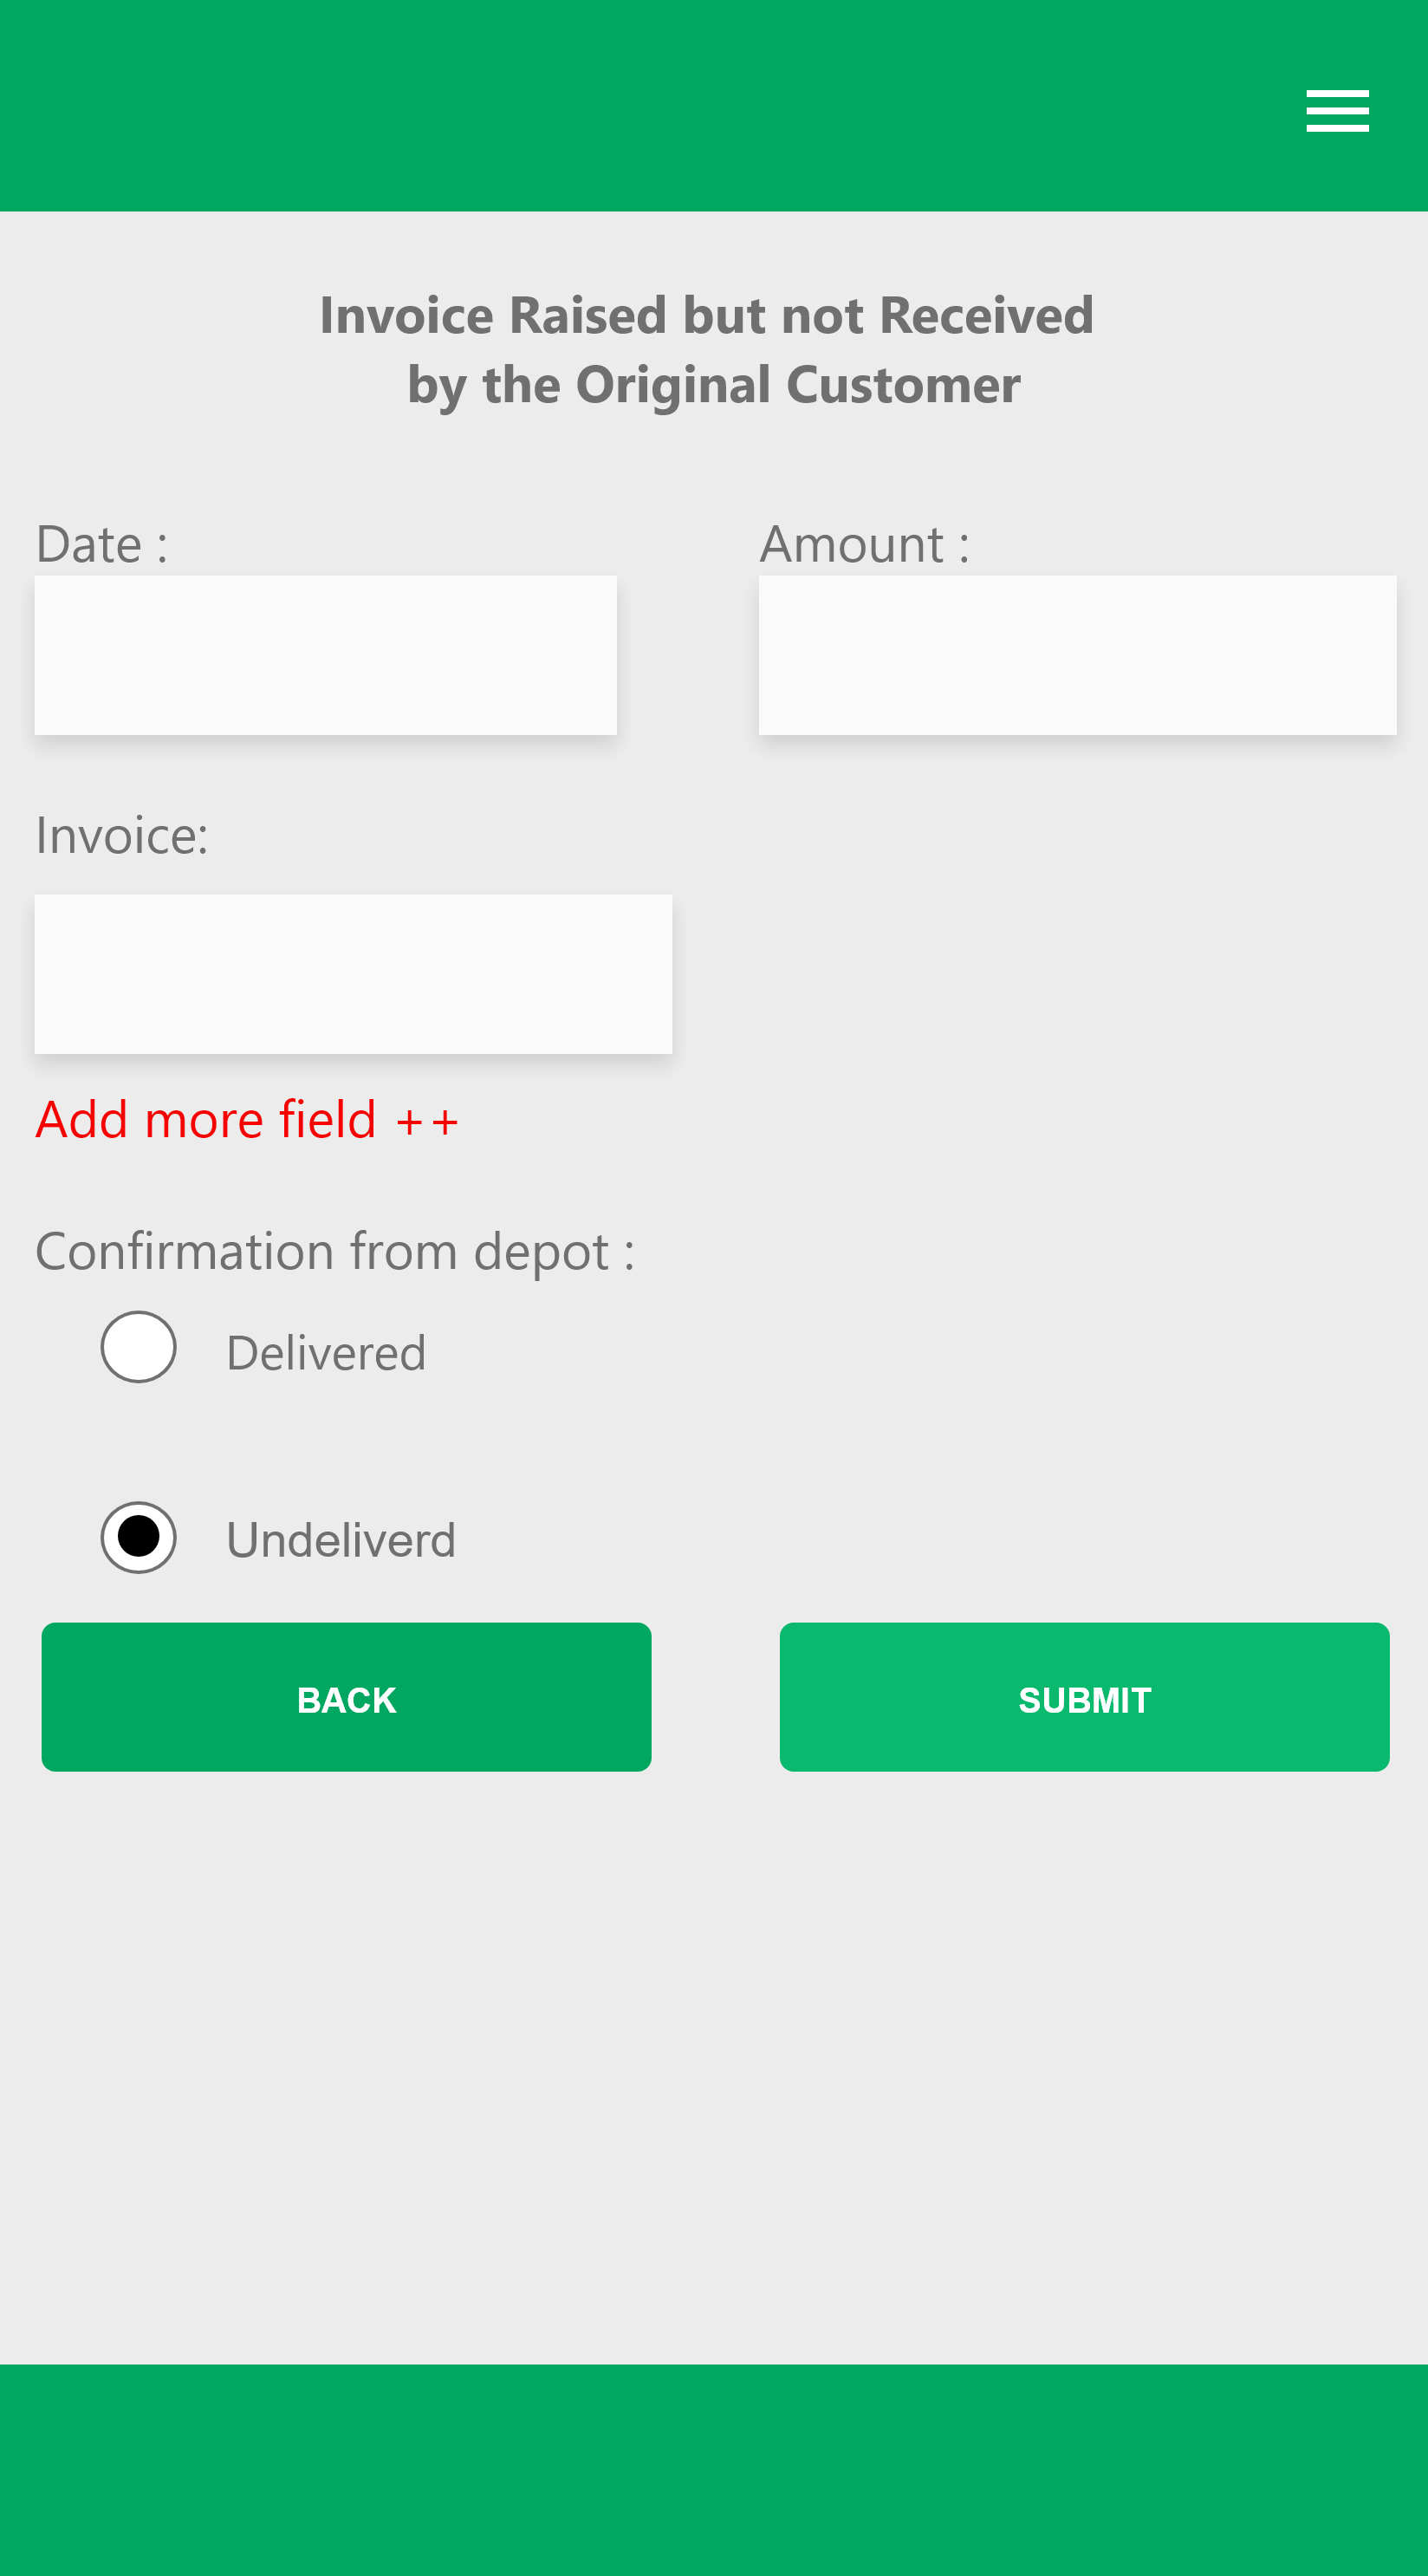 Invoice Raised but not Received
by the Original Customer
Date :
Amount :
Invoice:
Add more field ++
Confirmation from depot :
Delivered
Undeliverd
BACK
SUBMIT